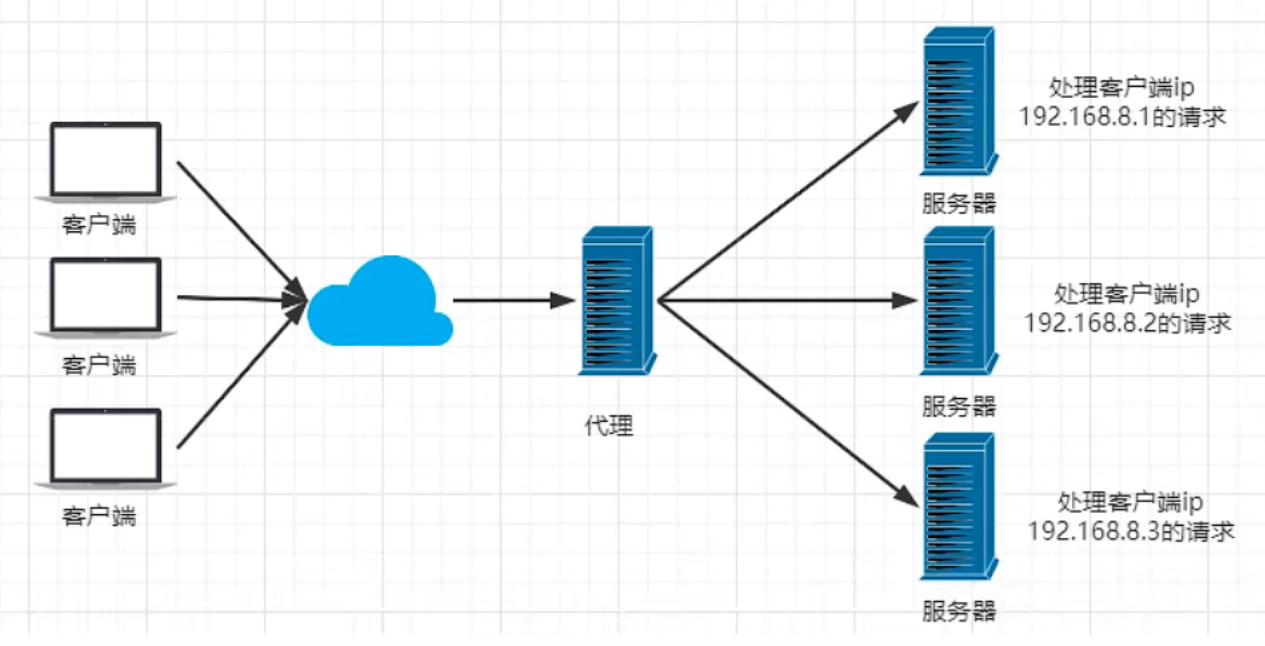 客户端
客户端
客户端
代理
服务器
处理客户端ip
192.168.8.1的请求
服务器
处理客户端ip
192.168.8.2的请求
服务器
处理客户端ip
192.168.8.3的请求